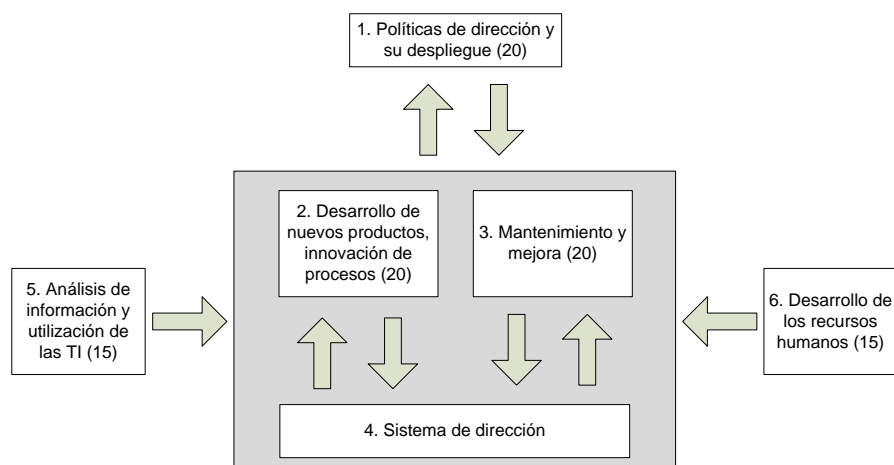 1. Políticas de dirección y
su despliegue (20)
2. Desarrollo de
nuevos productos,
innovación de
procesos (20)
3. Mantenimiento y
mejora (20)
5. Análisis de
información y
utilización de
las TI (15)
6. Desarrollo de
los recursos
humanos (15)
4. Sistema de dirección